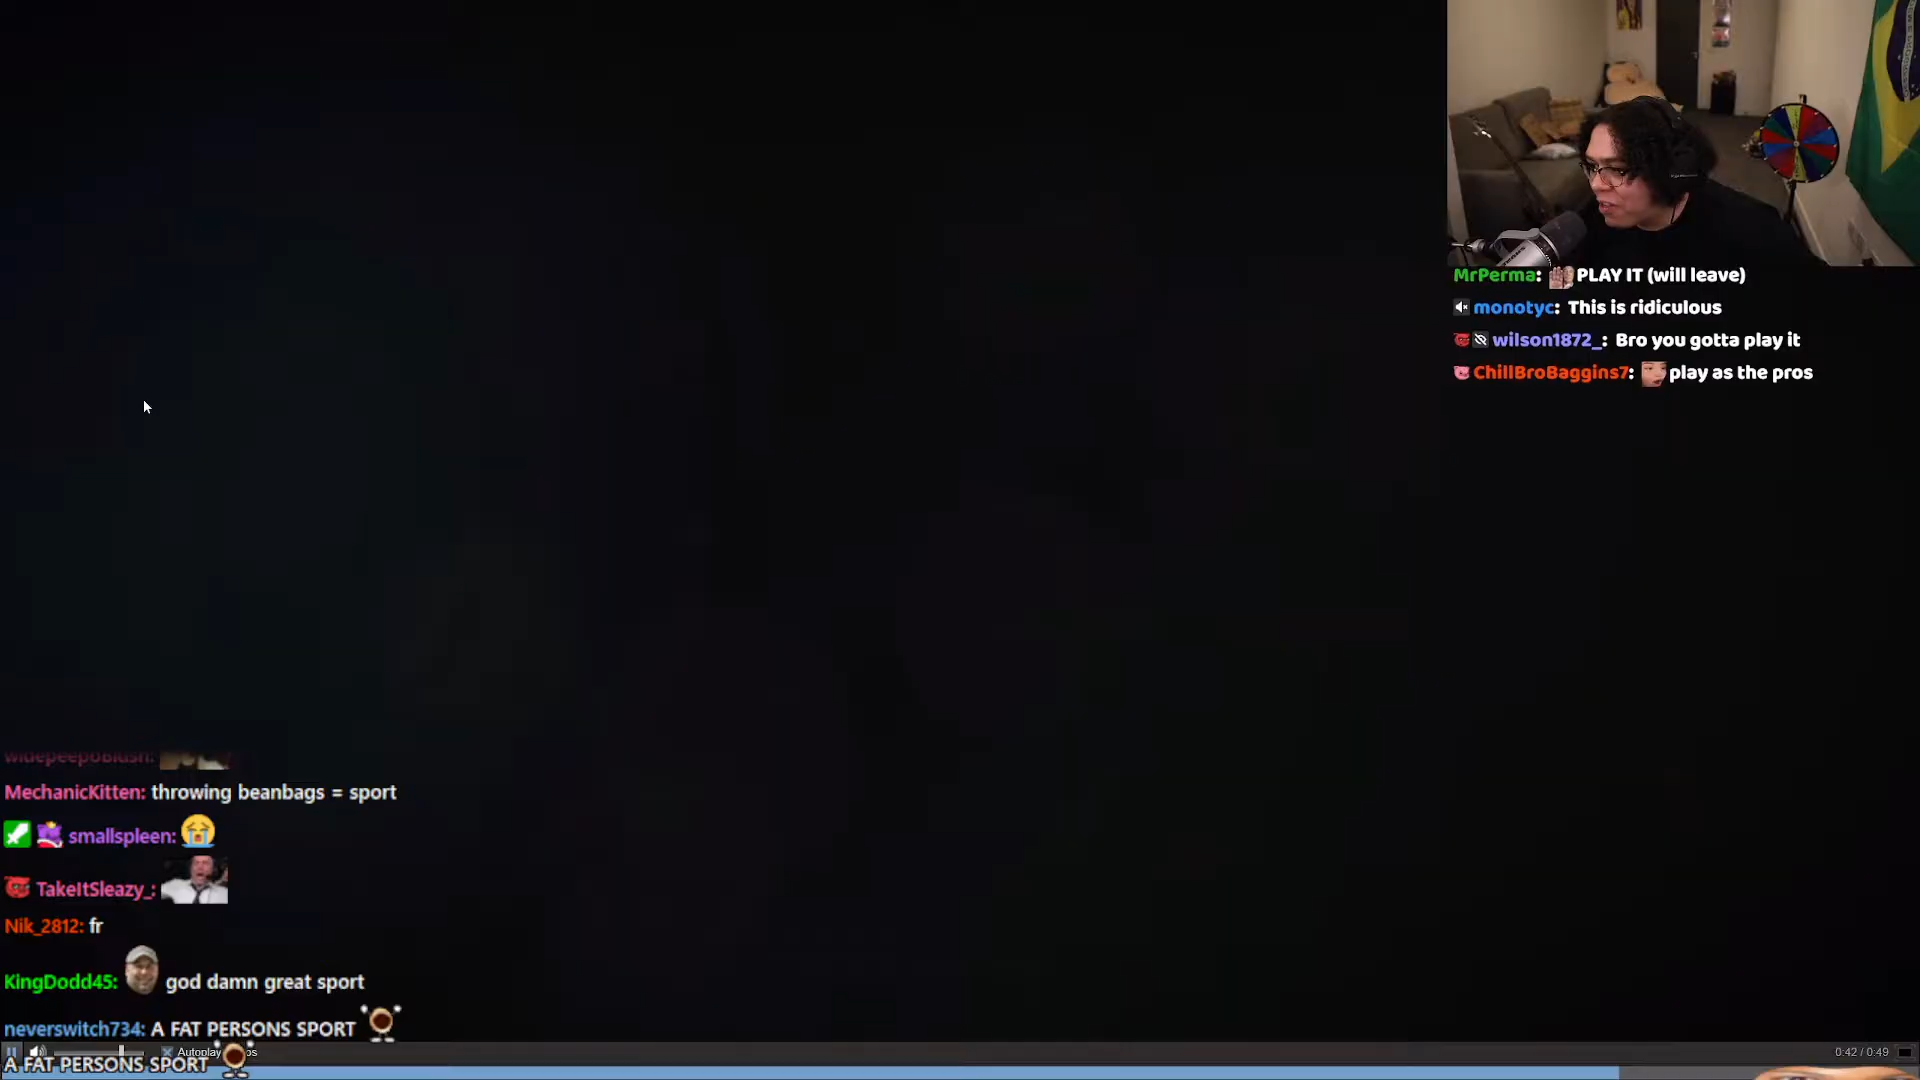 MrPerma: PLAY IT (will leave)
monotyc: This is ridiculous
wilson1872_: Bro you gotta play it
ChillBroBaggins7: play as the pros
widepeepoBlush:
MechanicKitten: throwing beanbags = sport
smallspleen:
TakeItSleazy_:
Nik_2812: fr
KingDodd45: god damn great sport
neverswitch734: A FAT PERSONS SPORT
Autoplay
0:42 / 0:49
A FAT PERSONS SPORT